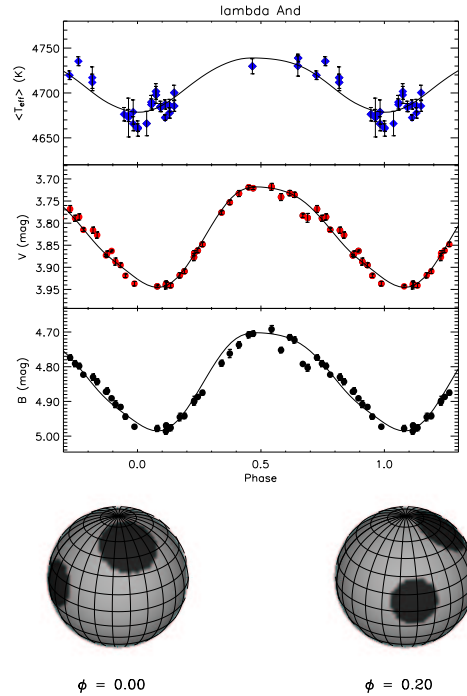 lambda And
<T_eff> (K)
4750
4700
4650
V (mag)
3.70
3.75
3.80
3.85
3.90
3.95
B (mag)
4.70
4.80
4.90
5.00
0.0 0.5 1.0
Phase
ϕ = 0.00 ϕ = 0.20